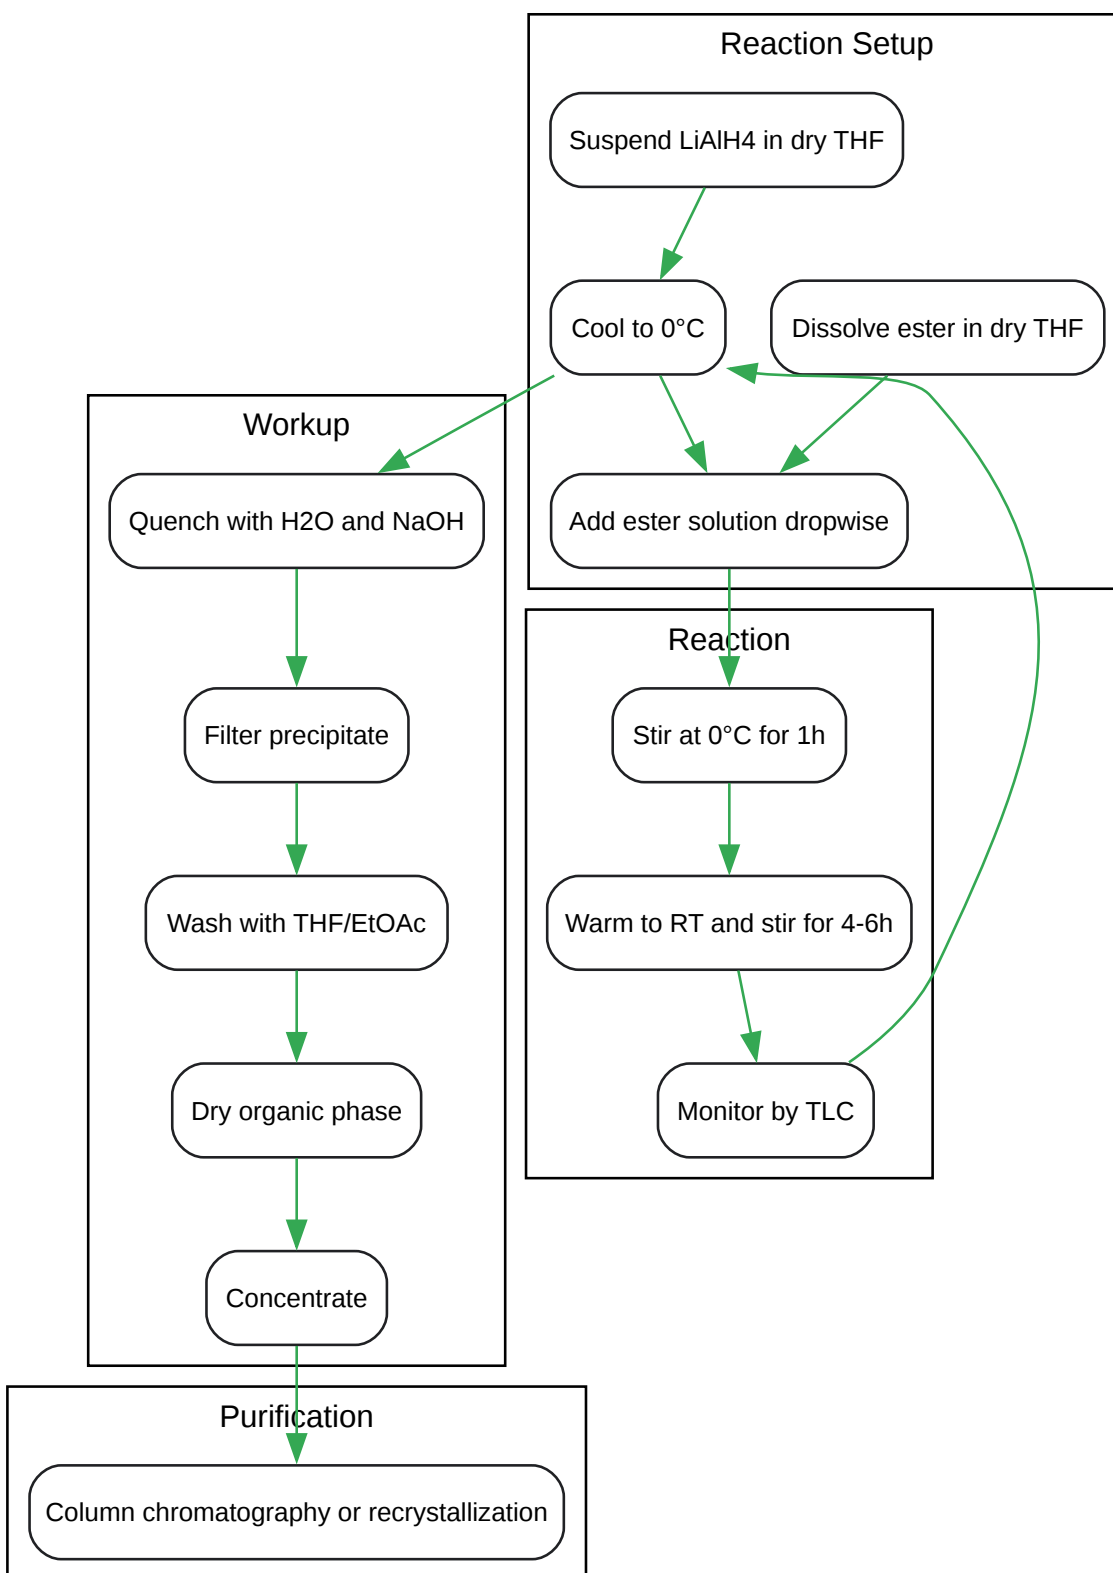 Reaction Setup
Suspend LiAlH4 in dry THF
Cool to 0°C
Dissolve ester in dry THF
Add ester solution dropwise
Reaction
Stir at 0°C for 1h
Warm to RT and stir for 4-6h
Monitor by TLC
Workup
Quench with H2O and NaOH
Filter precipitate
Wash with THF/EtOAc
Dry organic phase
Concentrate
Purification
Column chromatography or recrystallization